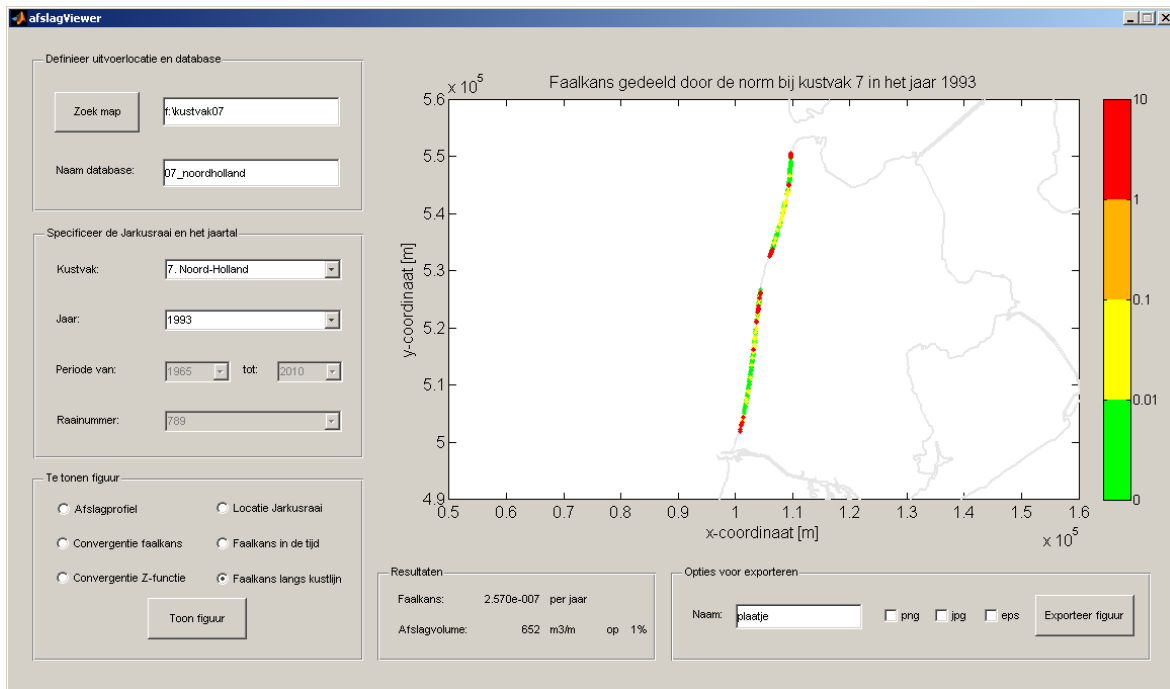 afslagViewer
Definieer uitvoerlocatie en database
Zoek map
f:\kustvak07
Naam database:
07_noordholland
Specificeer de Jarkusraai en het jaartal
Kustvak:
7. Noord-Holland
Jaar:
1993
Periode van:
1965
tot:
2010
Raainummer:
789
Te tonen figuur
Afslagprofiel
Locatie Jarkusraai
Convergentie faalkans
Faalkans in de tijd
Convergentie Z-functie
Faalkans langs kustlijn
Toon figuur
Faalkans gedeeld door de norm bij kustvak 7 in het jaar 1993
x 10^5
5.6
5.5
5.4
5.3
5.2
5.1
5
4.9
y-coordinaat [m]
0.5 0.6 0.7 0.8 0.9 1 1.1 1.2 1.3 1.4 1.5 1.6
x-coordinaat [m]
x 10^5
10
1
0.1
0.01
0
Resultaten
Faalkans: 2.570e-007 per jaar
Afslagvolume: 652 m3/m op 1%
Opties voor exporteren
Naam:
plaatje
png
jpg
eps
Exporteer figuur